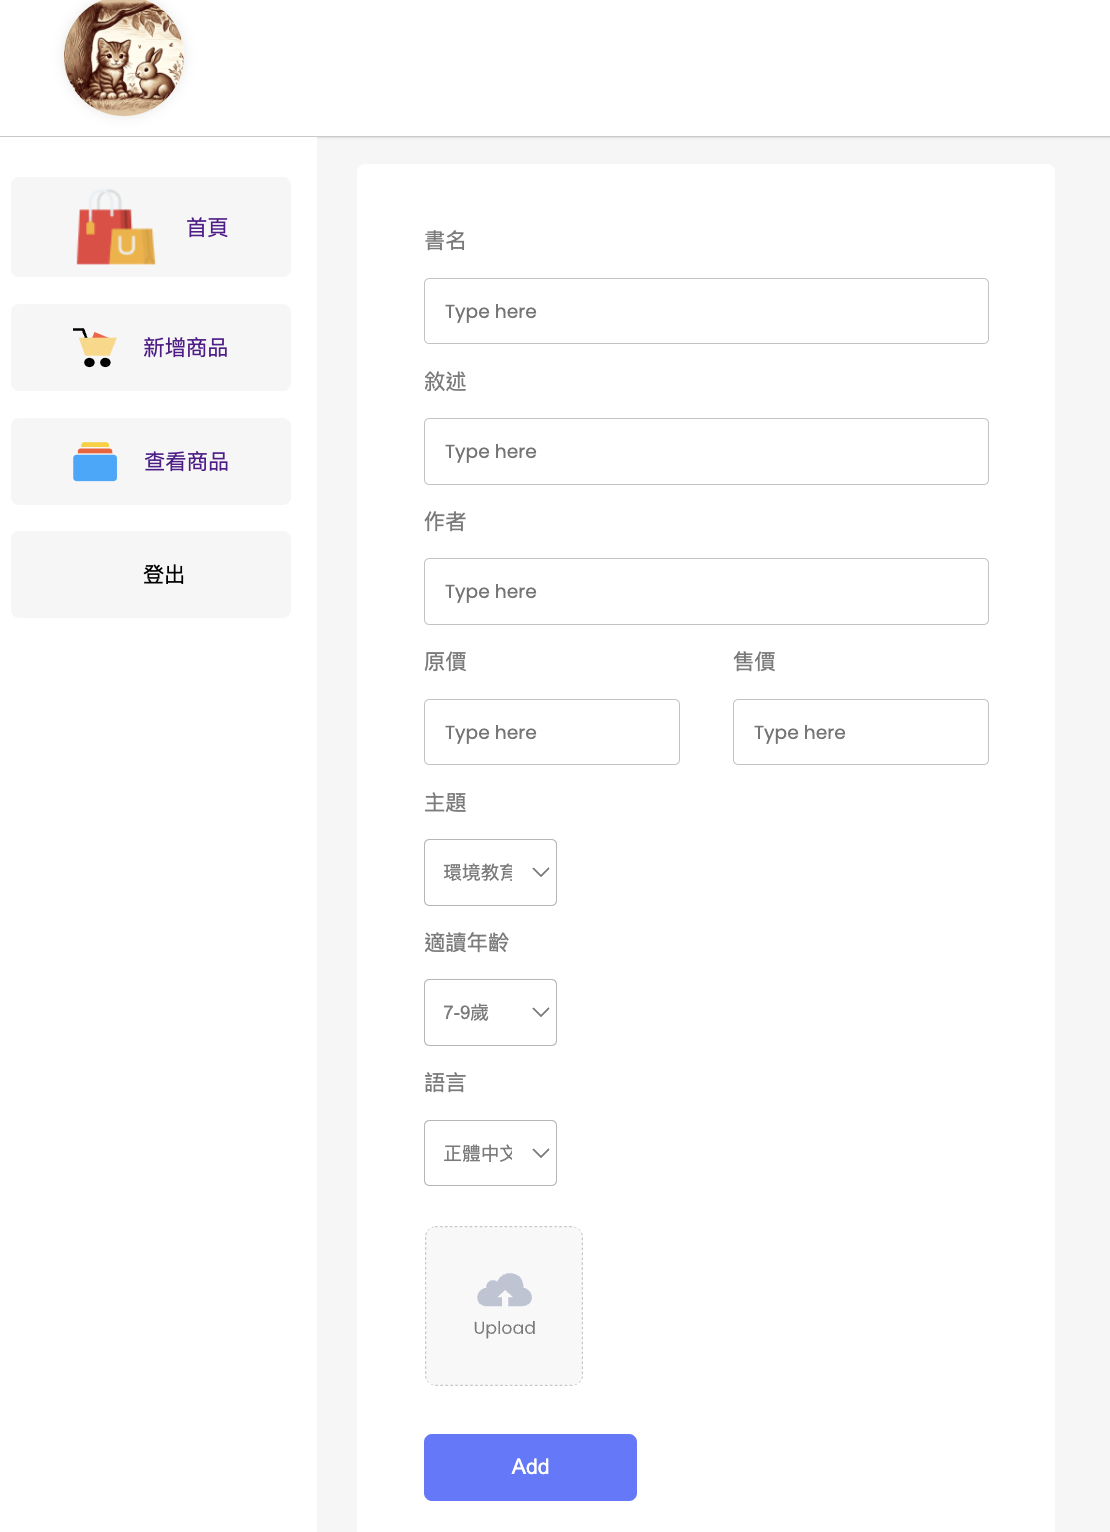 首頁
新增商品
查看商品
登出
書名
Type here
敘述
Type here
作者
Type here
原價 售價
Type here Type here
主題
環境教育
適讀年齡
7-9歲
語言
正體中文
Upload
Add